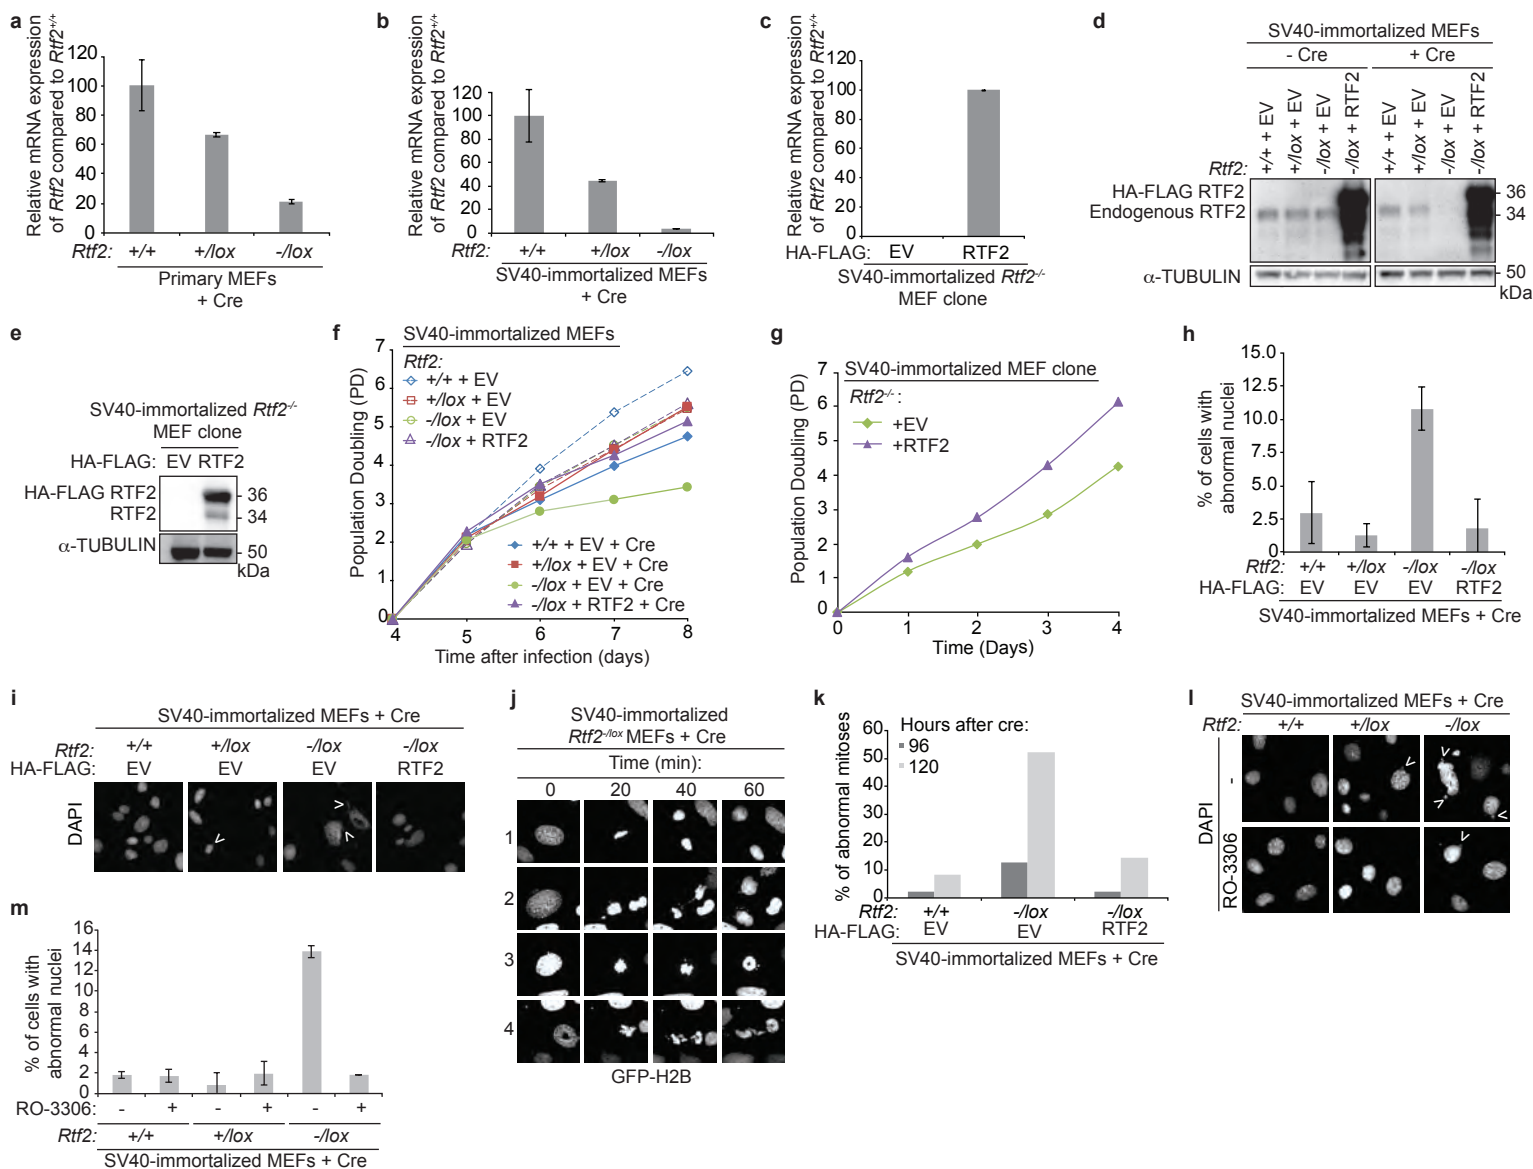 a
Relative mRNA expression
of Rtf2 compared to Rtf2+/+
120
100
80
60
40
20
0
Rtf2: +/+ +/lox -/lox
Primary MEFs
+ Cre
b
Relative mRNA expression
of Rtf2 compared to Rtf2+/+
120
100
80
60
40
20
0
Rtf2: +/+ +/lox -/lox
SV40-immortalized MEFs
+ Cre
c
Relative mRNA expression
of Rtf2 compared to Rtf2+/+
120
100
80
60
40
20
0
HA-FLAG: EV RTF2
SV40-immortalized Rtf2-/-
MEF clone
d
SV40-immortalized MEFs
- Cre + Cre
Rtf2: +/+ + EV +/lox + EV -/lox + EV -/lox + RTF2 +/+ + EV +/lox + EV -/lox + EV -/lox + RTF2
HA-FLAG RTF2 - 36
Endogenous RTF2 - 34
α-TUBULIN - 50
kDa
e
SV40-immortalized Rtf2-/-
MEF clone
HA-FLAG: EV RTF2
HA-FLAG RTF2 - 36
RTF2 - 34
α-TUBULIN - 50
kDa
f
SV40-immortalized MEFs
Population Doubling (PD)
7
6
5
4
3
2
1
0
Rtf2:
+/+ + EV
+/lox + EV
-/lox + EV
-/lox + RTF2
+/+ + EV + Cre
+/lox + EV + Cre
-/lox + EV + Cre
-/lox + RTF2 + Cre
4 5 6 7 8
Time after infection (days)
g
SV40-immortalized MEF clone
Population Doubling (PD)
7
6
5
4
3
2
1
0
Rtf2-/- :
+EV
+RTF2
0 1 2 3 4
Time (Days)
h
% of cells with
abnormal nuclei
15.0
12.5
10.0
7.5
5.0
2.5
0
Rtf2: +/+ +/lox -/lox -/lox
HA-FLAG: EV EV EV RTF2
SV40-immortalized MEFs + Cre
i
SV40-immortalized MEFs + Cre
Rtf2: +/+ +/lox -/lox -/lox
HA-FLAG: EV EV EV RTF2
DAPI
j
SV40-immortalized
Rtf2-/lox MEFs + Cre
Time (min):
0 20 40 60
1
2
3
4
GFP-H2B
k
% of abnormal mitoses
60
50
40
30
20
10
0
Hours after cre:
96
120
Rtf2: +/+ -/lox -/lox
HA-FLAG: EV EV RTF2
SV40-immortalized MEFs + Cre
l
SV40-immortalized MEFs + Cre
Rtf2: +/+ +/lox -/lox
DAPI
-
RO-3306
m
% of cells with
abnormal nuclei
16
14
12
10
8
6
4
2
0
RO-3306: - + - + - +
Rtf2: +/+ +/lox -/lox
SV40-immortalized MEFs + Cre